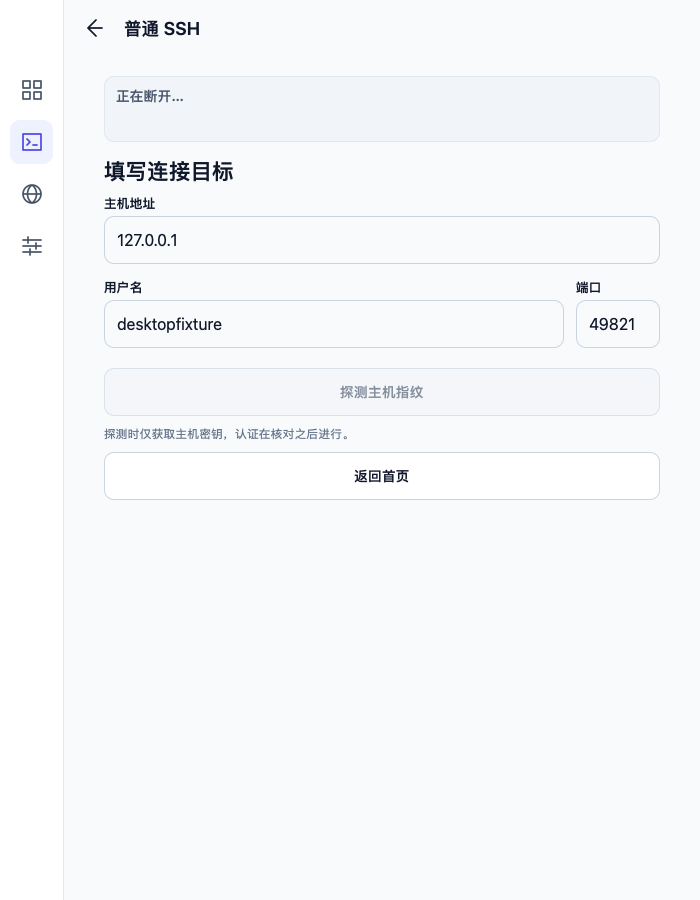 普通 SSH
正在断开...
填写连接目标
主机地址
127.0.0.1
用户名
端口
desktopfixture
49821
探测主机指纹
探测时仅获取主机密钥，认证在核对之后进行。
返回首页